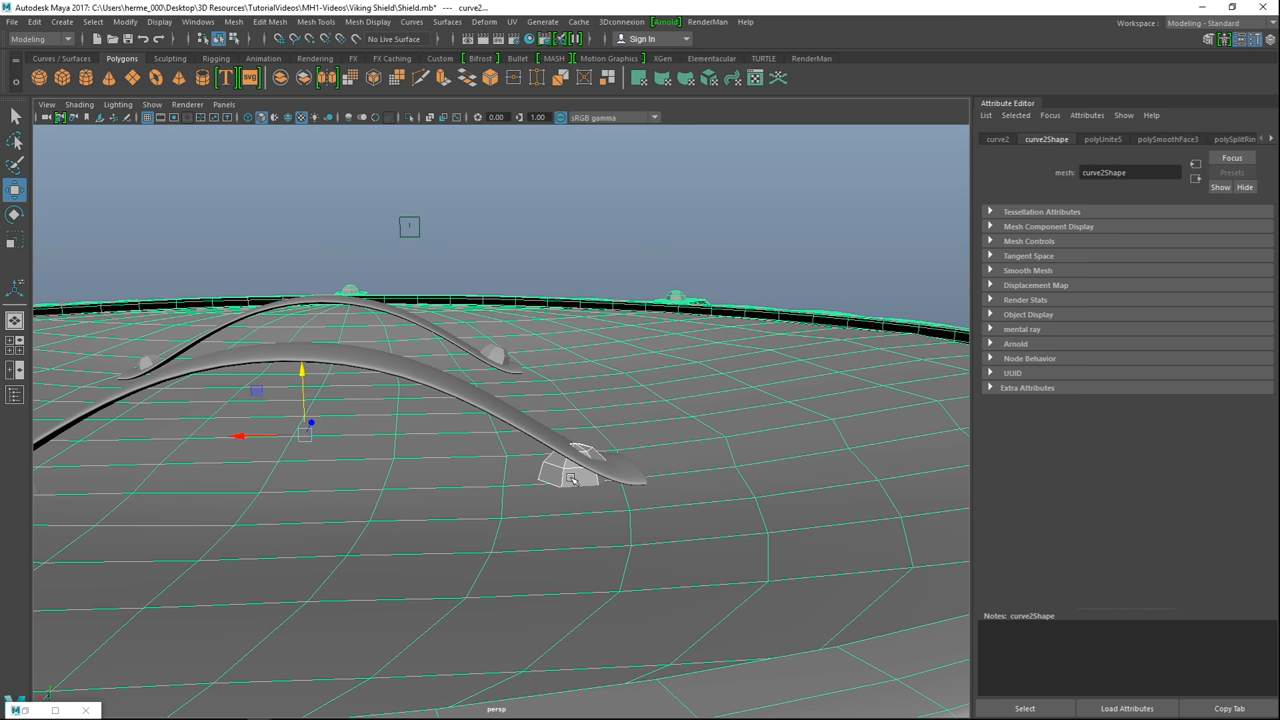 Autodesk Maya 2017: C:\Users\herme_000\Desktop\3D Resources\TutorialVideos\MH1-Videos\Viking Shield\Shield.mb* --- curve2...
File Edit Create Select Modify Display Windows Mesh Edit Mesh Mesh Tools Mesh Display Curves Surfaces Deform UV Generate Cache 3Dconnexion [Arnold] RenderMan Help Workspace: Modeling - Standard
Modeling No Live Surface Sign In
Curves / Surfaces Polygons Sculpting Rigging Animation Rendering FX FX Caching Custom [ Bifrost ] Bullet [ MASH ] [ Motion Graphics ] XGen Elementacular TURTLE RenderMan
T svg
View Shading Lighting Show Renderer Panels
0.00 1.00 sRGB gamma
Attribute Editor
List Selected Focus Attributes Show Help
curve2 curve2Shape polyUnite5 polySmoothFace3 polySplitRin
Focus
mesh: curve2Shape Presets
Show Hide
Tessellation Attributes
Mesh Component Display
Mesh Controls
Tangent Space
Smooth Mesh
Displacement Map
Render Stats
Object Display
mental ray
Arnold
Node Behavior
UUID
Extra Attributes
Notes: curve2Shape
persp
Select Load Attributes Copy Tab